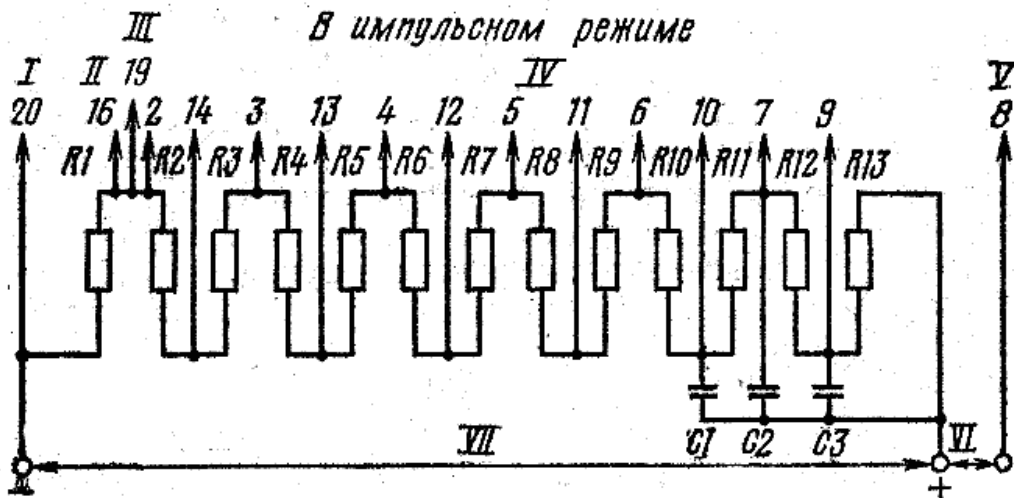 В импульсном режиме
III
I II 19 IV V
20 16 2 14 3 13 4 12 5 11 6 10 7 9 8
R1 R2 R3 R4 R5 R6 R7 R8 R9 R10 R11 R12 R13
C1 C2 C3
VII VI
+